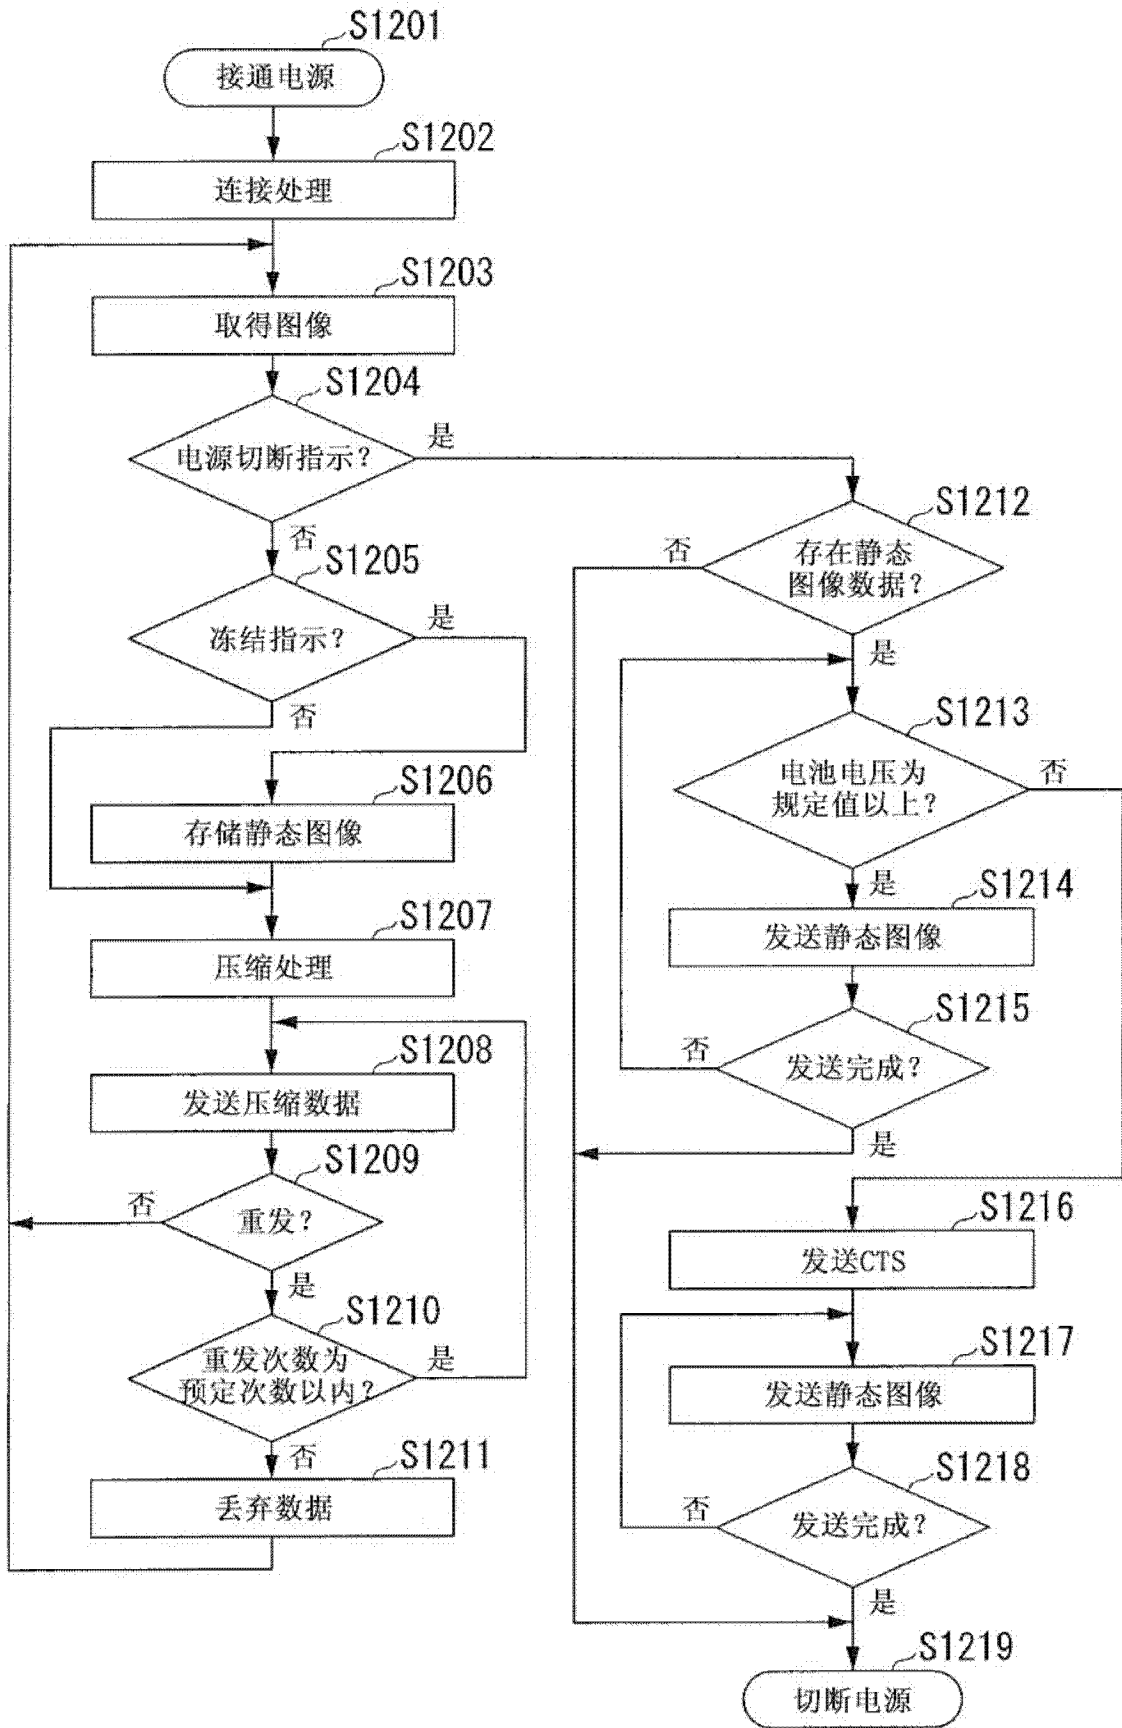 S1201
接通电源
S1202
连接处理
S1203
取得图像
S1204
电源切断指示？
是
否
S1205
冻结指示？
是
否
S1206
存储静态图像
S1207
压缩处理
S1208
发送压缩数据
S1209
重发？
否
是
S1210
重发次数为
预定次数以内？
是
否
S1211
丢弃数据
S1212
存在静态
图像数据？
否
是
S1213
电池电压为
规定值以上？
否
是
S1214
发送静态图像
S1215
发送完成？
否
是
S1216
发送CTS
S1217
发送静态图像
S1218
发送完成？
否
是
S1219
切断电源